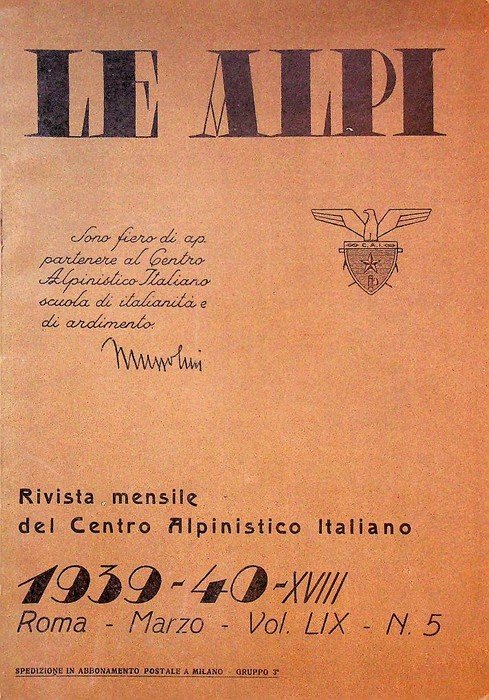 LE ALPI
Sono fiero di ap
partenere al Centro
Alpinistico Italiano
scuola di italianità e
di ardimento.
Mussolini
C.A.I.
Rivista mensile
del Centro Alpinistico Italiano
1939-40-XVIII
Roma - Marzo - Vol. LIX - N. 5
SPEDIZIONE IN ABBONAMENTO POSTALE A MILANO - GRUPPO 3°